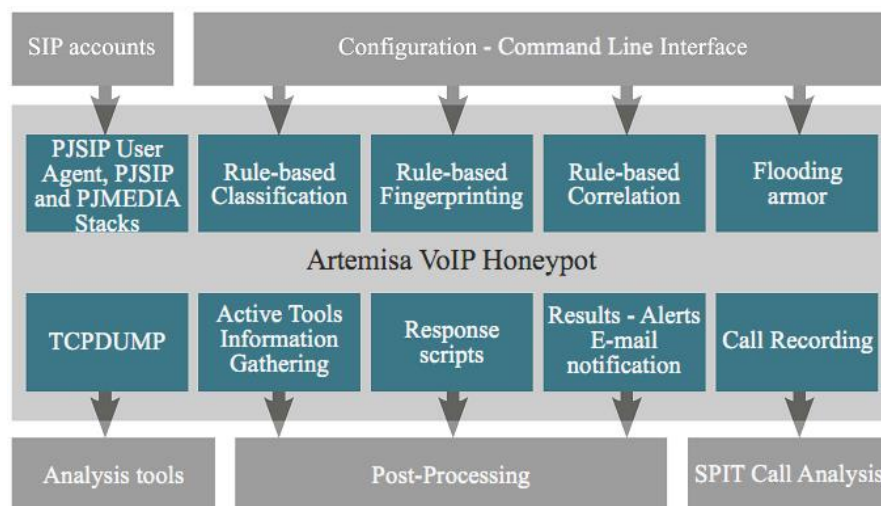 SIP accounts
Configuration - Command Line Interface
PJSIP User
Agent, PJSIP
and PJMEDIA
Stacks
Rule-based
Classification
Rule-based
Fingerprinting
Rule-based
Correlation
Flooding
armor
Artemisa VoIP Honeypot
TCPDUMP
Active Tools
Information
Gathering
Response
scripts
Results - Alerts
E-mail
notification
Call Recording
Analysis tools
Post-Processing
SPIT Call Analysis